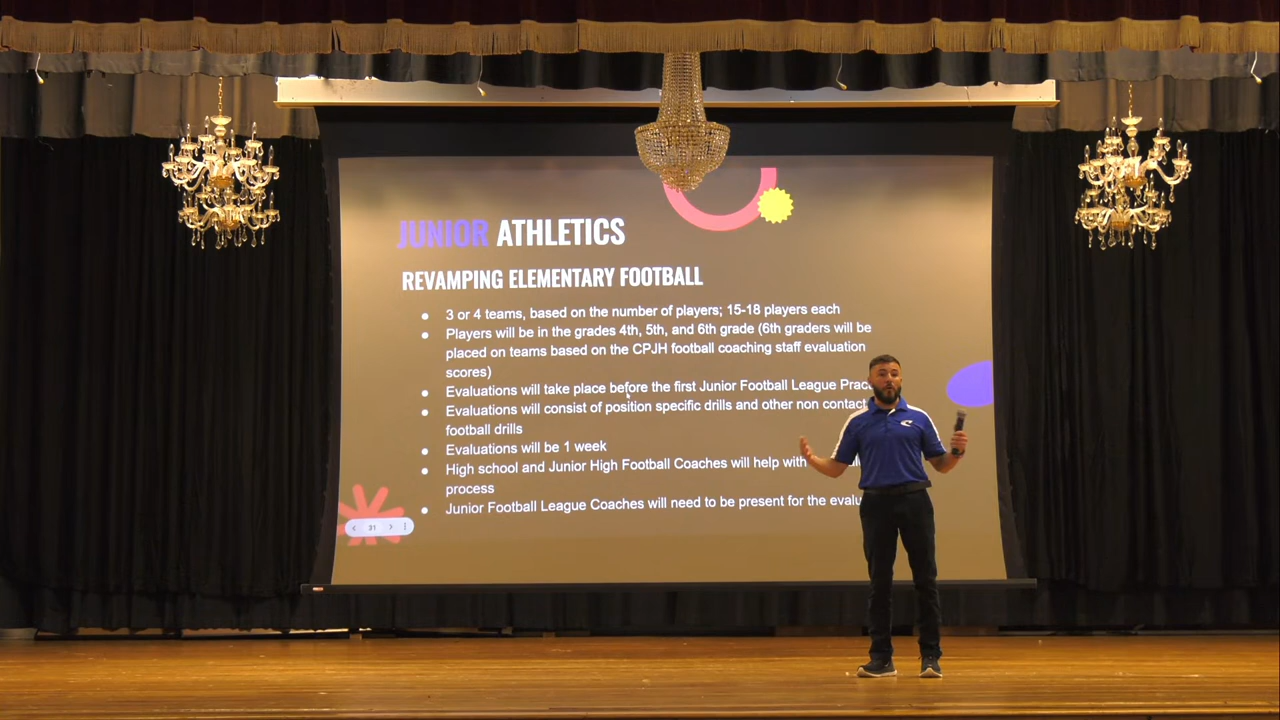 JUNIOR ATHLETICS
REVAMPING ELEMENTARY FOOTBALL
● 3 or 4 teams, based on the number of players; 15-18 players each
● Players will be in the grades 4th, 5th, and 6th grade (6th graders will be
placed on teams based on the CPJH football coaching staff evaluation
scores)
● Evaluations will take place before the first Junior Football League
● Evaluations will consist of position specific drills and other non contact
football drills
● Evaluations will be 1 week
● High school and Junior High Football Coaches will help with
process
● Junior Football League Coaches will need to be present for the
31